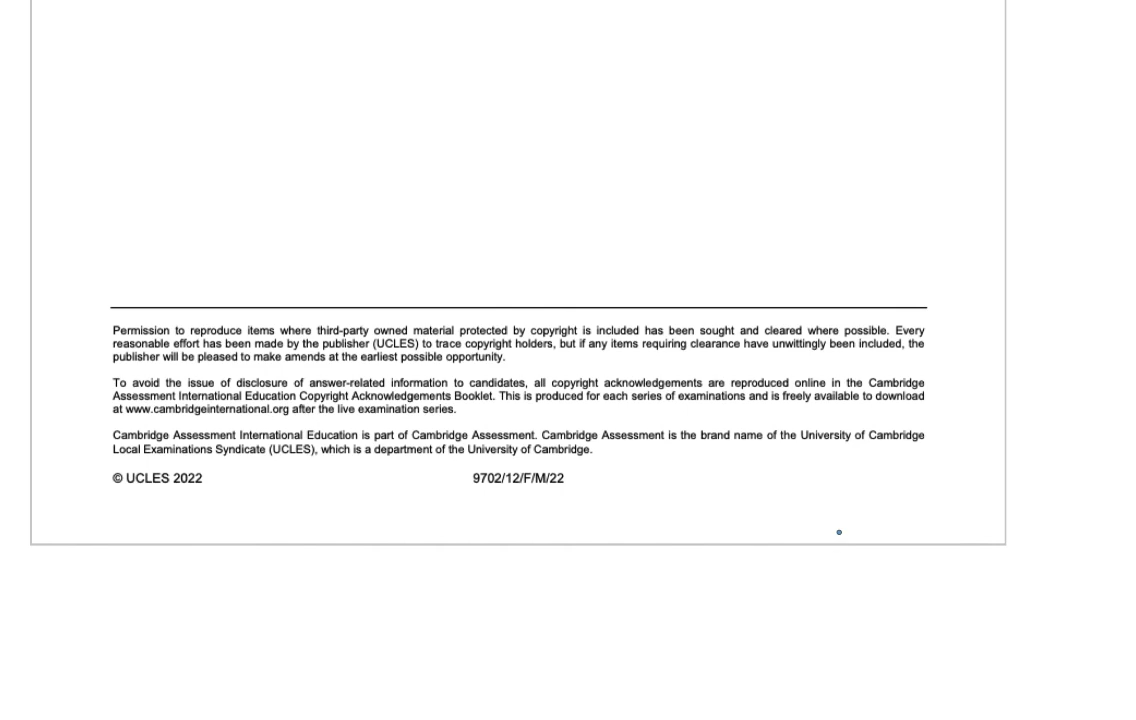 Permission to reproduce items where third-party owned material protected by copyright is included has been sought and cleared where possible. Every
reasonable effort has been made by the publisher (UCLES) to trace copyright holders, but if any items requiring clearance have unwittingly been included, the
publisher will be pleased to make amends at the earliest possible opportunity.
To avoid the issue of disclosure of answer-related information to candidates, all copyright acknowledgements are reproduced online in the Cambridge
Assessment International Education Copyright Acknowledgements Booklet. This is produced for each series of examinations and is freely available to download
at www.cambridgeinternational.org after the live examination series.
Cambridge Assessment International Education is part of Cambridge Assessment. Cambridge Assessment is the brand name of the University of Cambridge
Local Examinations Syndicate (UCLES), which is a department of the University of Cambridge.
© UCLES 2022 9702/12/F/M/22